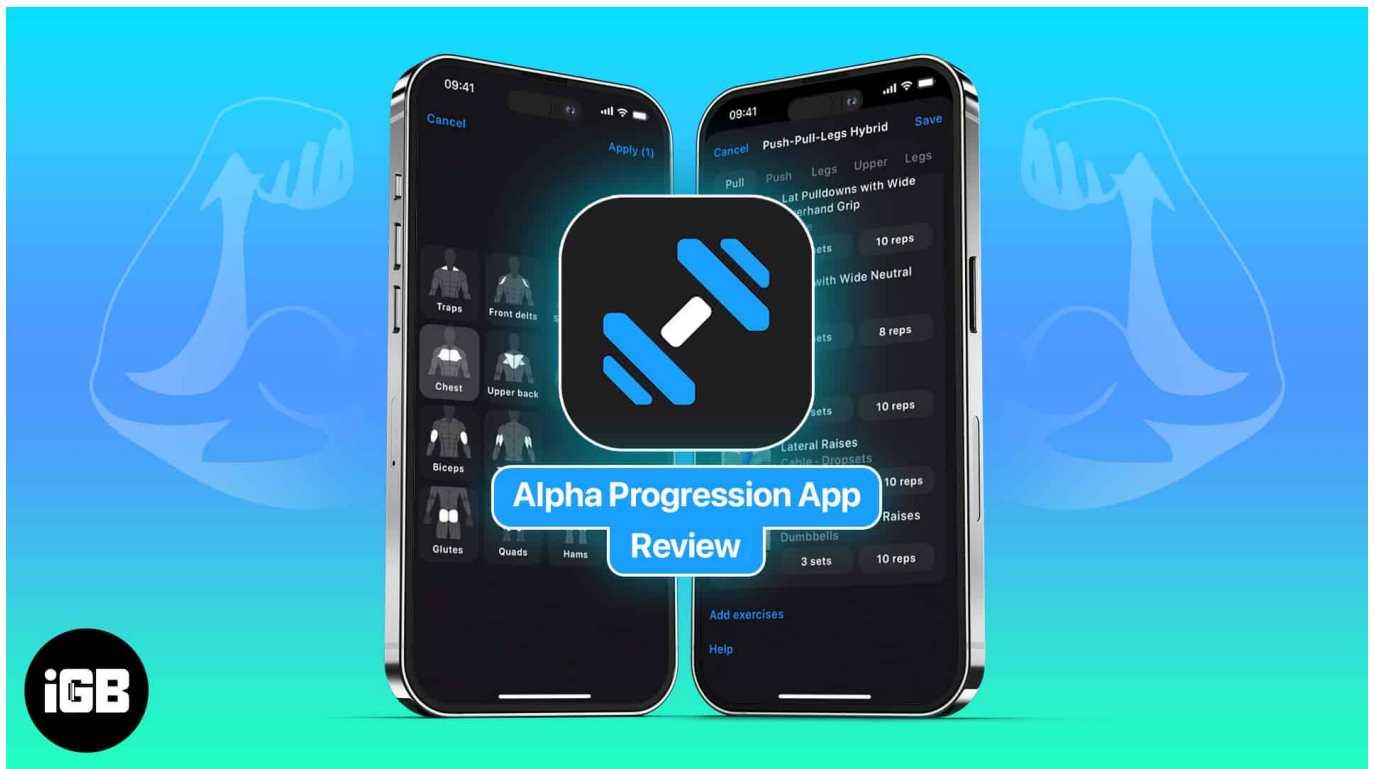 09:41
Cancel
Apply (1)
Traps
Front delts
Chest
Upper back
Biceps
Glutes
Quads
Hams
09:41
Cancel
Push-Pull-Legs Hybrid
Save
Pull
Push
Legs
Upper
Legs
Lat Pulldowns with Wide
Grip
10 reps
with Wide Neutral
8 reps
10 reps
Lateral Raises
Cable · Dropsets
10 reps
Raises
Dumbbells
3 sets
10 reps
Add exercises
Help
Alpha Progression App
Review
iGB